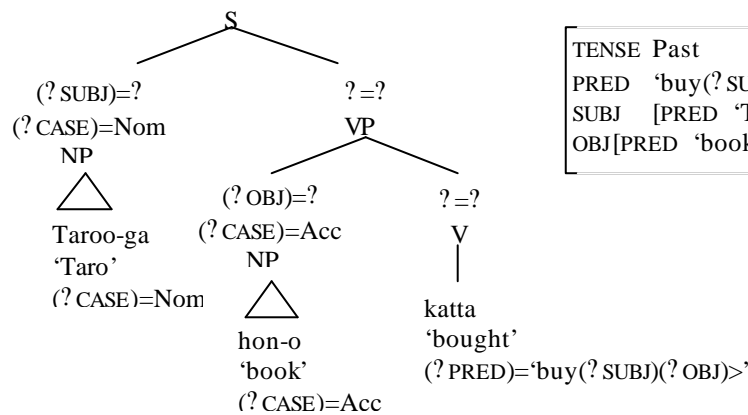 S
(? SUBJ)=?
(? CASE)=Nom
NP
Taroo-ga
‘Taro’
(? CASE)=Nom
? =?
VP
(? OBJ)=?
(? CASE)=Acc
NP
hon-o
‘book’
(? CASE)=Acc
? =?
V
katta
‘bought’
(? PRED)=‘buy(? SUBJ)(? OBJ)>’
TENSE Past
PRED ‘buy(? SU
SUBJ [PRED ‘T
OBJ[PRED ‘book